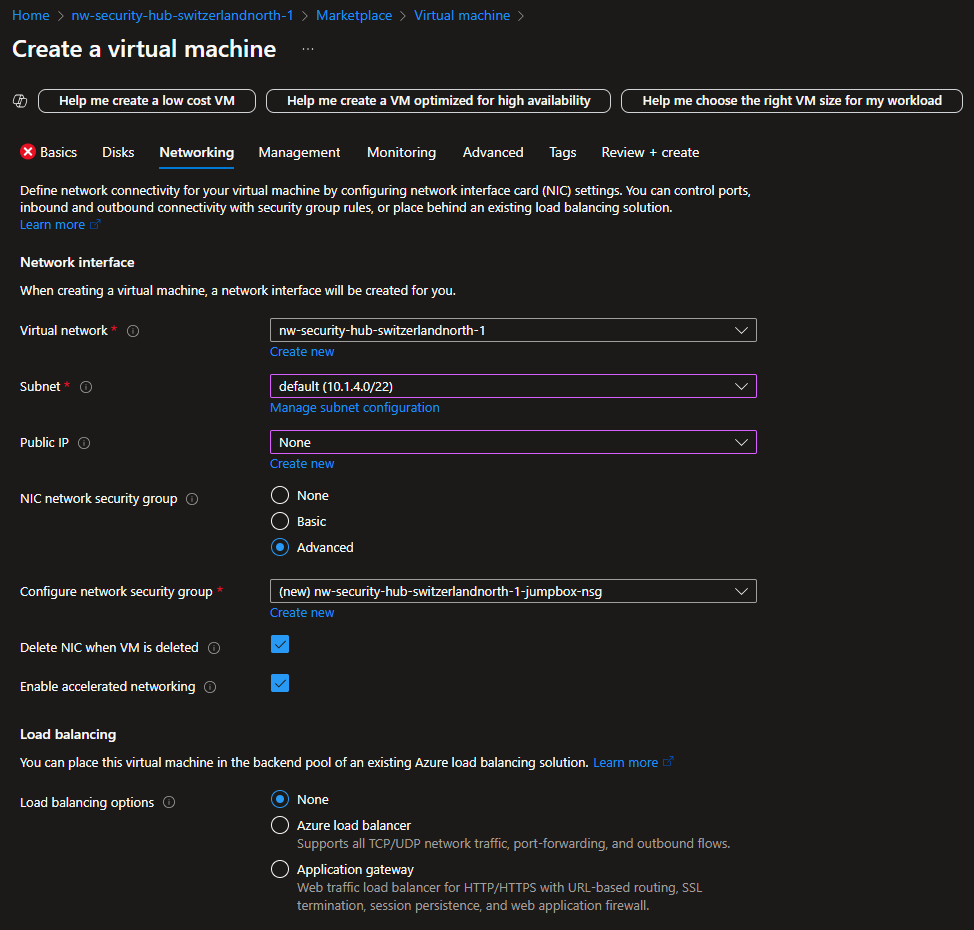 Home > nw-security-hub-switzerlandnorth-1 > Marketplace > Virtual machine >
Create a virtual machine ...
Help me create a low cost VM Help me create a VM optimized for high availability Help me choose the right VM size for my workload
Basics Disks Networking Management Monitoring Advanced Tags Review + create
Define network connectivity for your virtual machine by configuring network interface card (NIC) settings. You can control ports,
inbound and outbound connectivity with security group rules, or place behind an existing load balancing solution.
Learn more
Network interface
When creating a virtual machine, a network interface will be created for you.
Virtual network * nw-security-hub-switzerlandnorth-1
Create new
Subnet * default (10.1.4.0/22)
Manage subnet configuration
Public IP None
Create new
NIC network security group None
Basic
Advanced
Configure network security group * (new) nw-security-hub-switzerlandnorth-1-jumpbox-nsg
Create new
Delete NIC when VM is deleted
Enable accelerated networking
Load balancing
You can place this virtual machine in the backend pool of an existing Azure load balancing solution. Learn more
Load balancing options None
Azure load balancer
Supports all TCP/UDP network traffic, port-forwarding, and outbound flows.
Application gateway
Web traffic load balancer for HTTP/HTTPS with URL-based routing, SSL
termination, session persistence, and web application firewall.